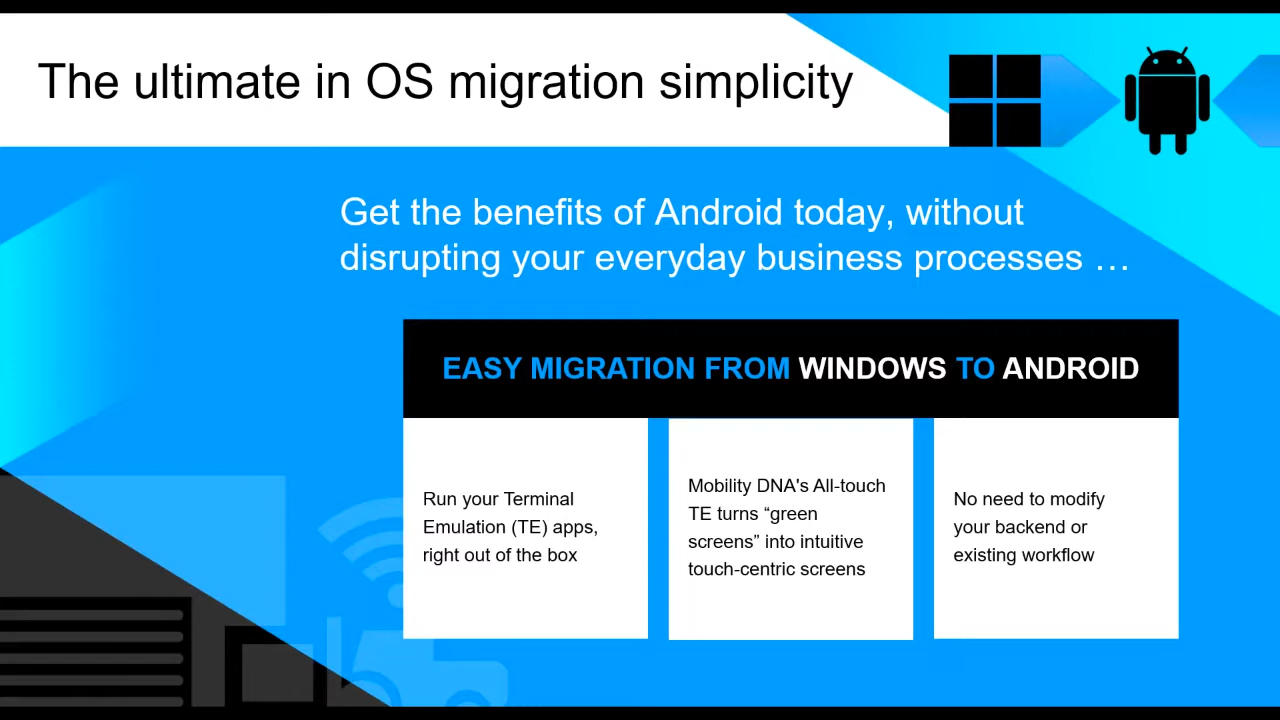 The ultimate in OS migration simplicity
Get the benefits of Android today, without
disrupting your everyday business processes …
EASY MIGRATION FROM WINDOWS TO ANDROID
Run your Terminal
Emulation (TE) apps,
right out of the box
Mobility DNA's All-touch
TE turns “green
screens” into intuitive
touch-centric screens
No need to modify
your backend or
existing workflow